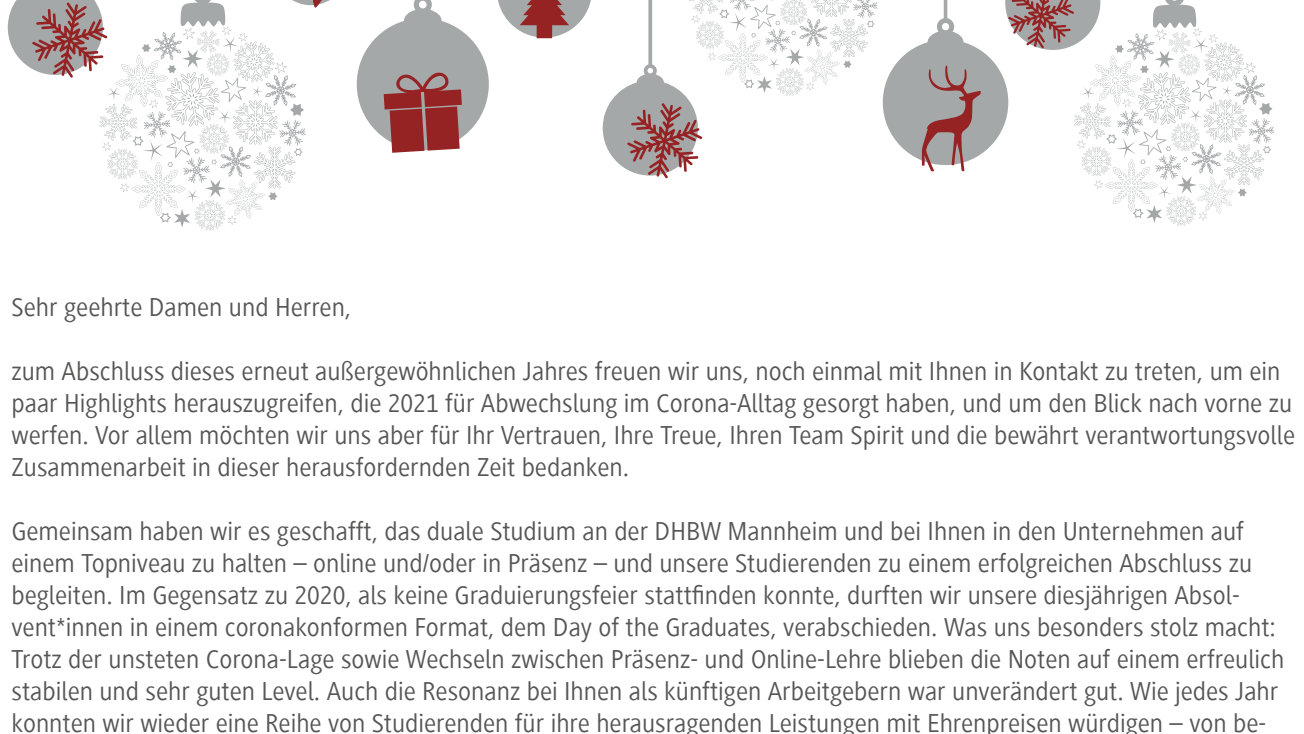 Sehr geehrte Damen und Herren,
zum Abschluss dieses erneut außergewöhnlichen Jahres freuen wir uns, noch einmal mit Ihnen in Kontakt zu treten, um ein
paar Highlights herauszugreifen, die 2021 für Abwechslung im Corona-Alltag gesorgt haben, und um den Blick nach vorne zu
werfen. Vor allem möchten wir uns aber für Ihr Vertrauen, Ihre Treue, Ihren Team Spirit und die bewährt verantwortungsvolle
Zusammenarbeit in dieser herausfordernden Zeit bedanken.
Gemeinsam haben wir es geschafft, das duale Studium an der DHBW Mannheim und bei Ihnen in den Unternehmen auf
einem Topniveau zu halten – online und/oder in Präsenz – und unsere Studierenden zu einem erfolgreichen Abschluss zu
begleiten. Im Gegensatz zu 2020, als keine Graduierungsfeier stattfinden konnte, durften wir unsere diesjährigen Absol-
vent*innen in einem coronakonformen Format, dem Day of the Graduates, verabschieden. Was uns besonders stolz macht:
Trotz der unsteten Corona-Lage sowie Wechseln zwischen Präsenz- und Online-Lehre blieben die Noten auf einem erfreulich
stabilen und sehr guten Level. Auch die Resonanz bei Ihnen als künftigen Arbeitgebern war unverändert gut. Wie jedes Jahr
konnten wir wieder eine Reihe von Studierenden für ihre herausragenden Leistungen mit Ehrenpreisen würdigen – von be-